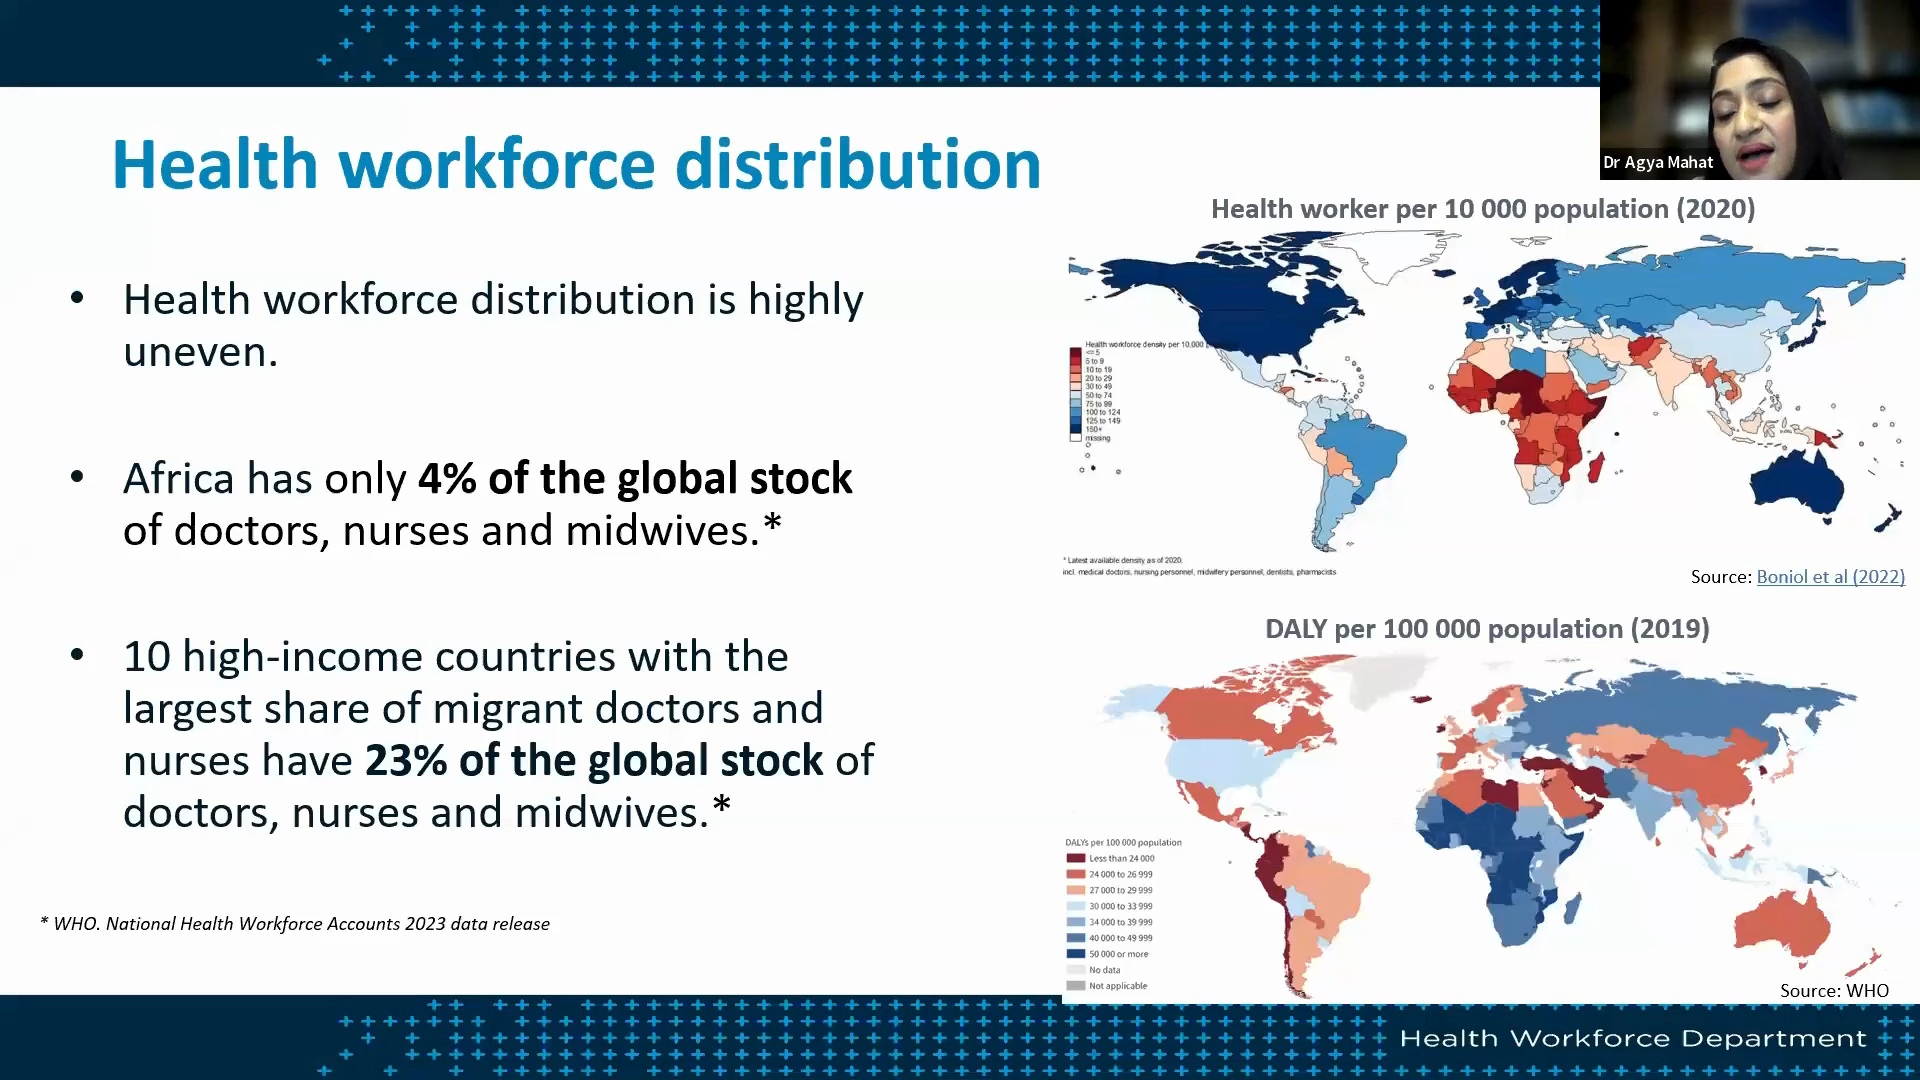 Dr Agya Mahat
Health workforce distribution
• Health workforce distribution is highly
uneven.
• Africa has only 4% of the global stock
of doctors, nurses and midwives.*
• 10 high-income countries with the
largest share of migrant doctors and
nurses have 23% of the global stock of
doctors, nurses and midwives.*
* WHO. National Health Workforce Accounts 2023 data release
Health worker per 10 000 population (2020)
Health workforce density per 10,000
<= 5
5 to 9
10 to 19
20 to 29
30 to 49
50 to 74
75 to 99
100 to 124
125 to 149
150+
missing
* Latest available density as of 2020.
incl. medical doctors, nursing personnel, midwifery personnel, dentists, pharmacists
Source: Boniol et al (2022)
DALY per 100 000 population (2019)
DALYs per 100 000 population
Less than 24 000
24 000 to 26 999
27 000 to 29 999
30 000 to 33 999
34 000 to 39 999
40 000 to 49 999
50 000 or more
No data
Not applicable
Source: WHO
Health Workforce Department